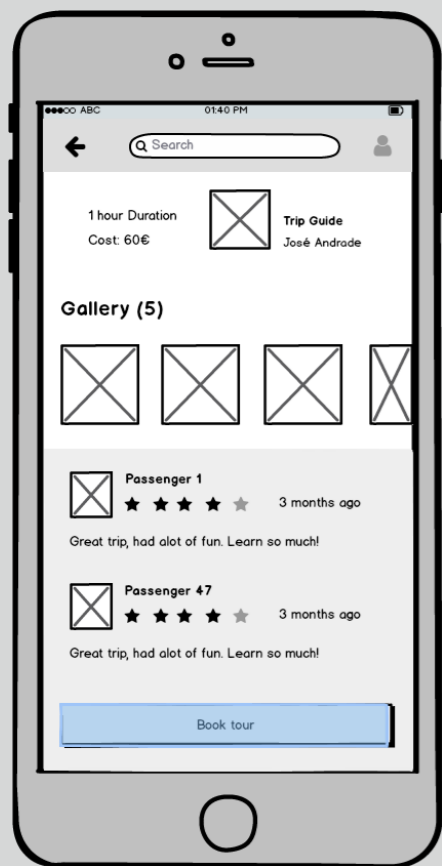 ABC 01:40 PM
Search
1 hour Duration
Cost: 60€
Trip Guide
José Andrade
Gallery (5)
Passenger 1
3 months ago
Great trip, had alot of fun. Learn so much!
Passenger 47
3 months ago
Great trip, had alot of fun. Learn so much!
Book tour